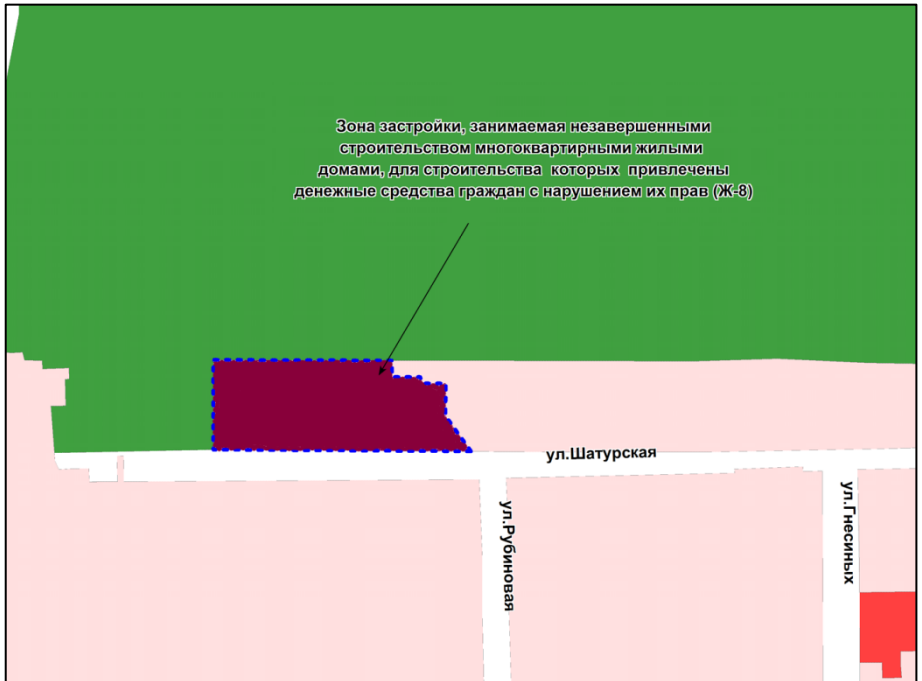 Зона застройки, занимаемая незавершенными
строительством многоквартирными жилыми
домами, для строительства которых привлечены
денежные средства граждан с нарушением их прав (Ж-8)
ул.Шатурская
ул.Рубиновая
ул.Гнесиных